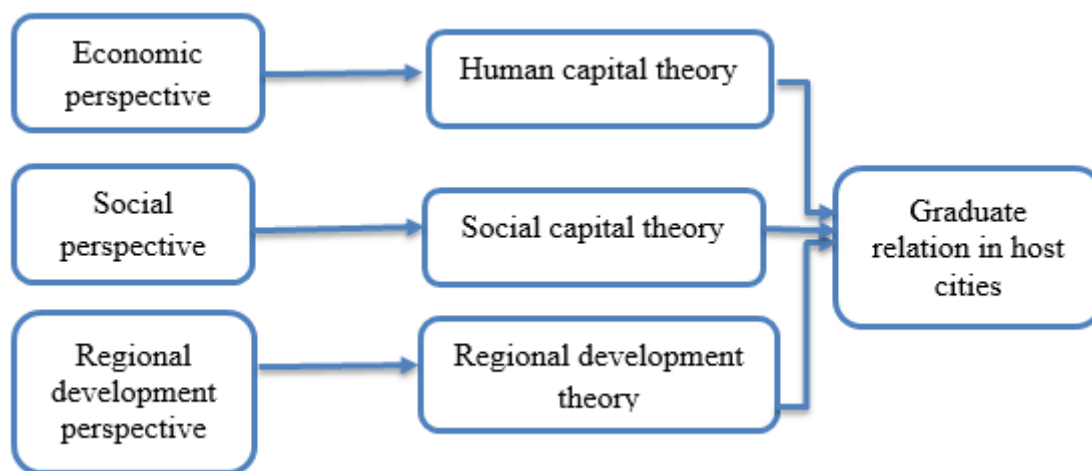 Economic
perspective
Human capital theory
Social
perspective
Social capital theory
Graduate
relation in host
cities
Regional
development
perspective
Regional development
theory